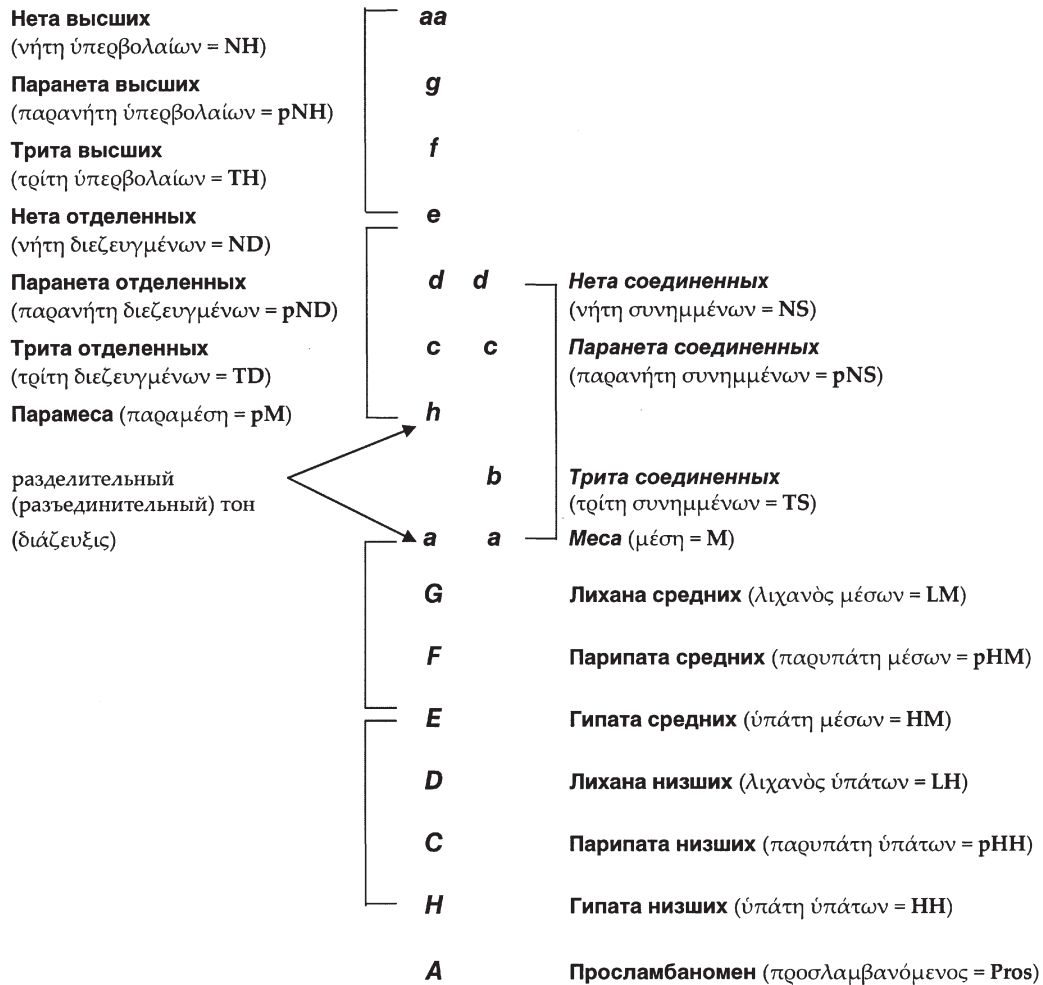 Нета высших aa
(νήτη ὑπερβολαίων = NH)
Паранета высших g
(παρανήτη ὑπερβολαίων = pNH)
Трита высших f
(τρίτη ὑπερβολαίων = TH)
Нета отделенных e
(νήτη διεζευγμένων = ND)
Паранета отделенных d d Нета соединенных
(παρανήτη διεζευγμένων = pND) (νήτη συνημμένων = NS)
Трита отделенных c c Паранета соединенных
(τρίτη διεζευγμένων = TD) (παρανήτη συνημμένων = pNS)
Парамеса (παραμέση = pM) h
разделительный b Трита соединенных
(разъединительный) тон (τρίτη συνημμένων = TS)
(διάζευξις) a a Меса (μέση = M)
G Лихана средних (λιχανὸς μέσων = LM)
F Парипата средних (παρυπάτη μέσων = pHM)
E Гипата средних (ὑπάτη μέσων = HM)
D Лихана низших (λιχανὸς ὑπάτων = LH)
C Парипата низших (παρυπάτη ὑπάτων = pHH)
H Гипата низших (ὑπάτη ὑπάτων = HH)
A Просламбаномен (προσλαμβανόμενος = Pros)